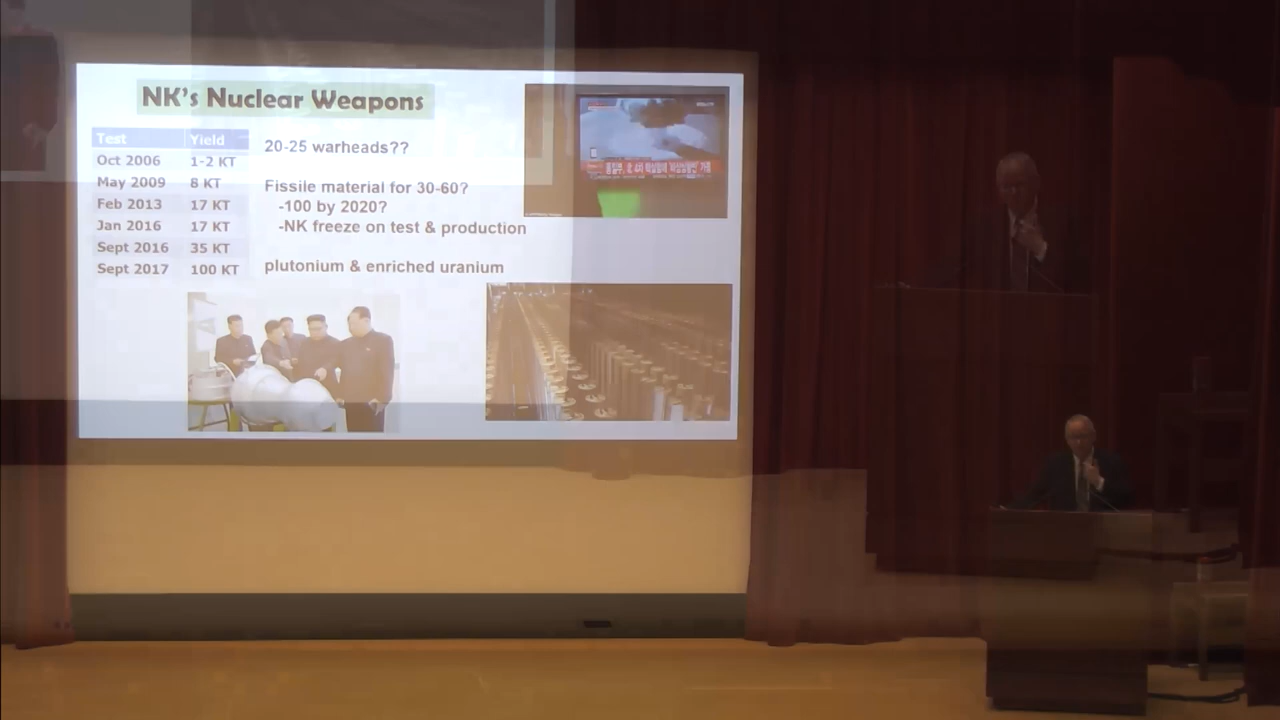 NK's Nuclear Weapons
Test Yield
Oct 2006 1-2 KT
May 2009 8 KT
Feb 2013 17 KT
Jan 2016 17 KT
Sept 2016 35 KT
Sept 2017 100 KT
20-25 warheads??
Fissile material for 30-60?
-100 by 2020?
-NK freeze on test & production
plutonium & enriched uranium